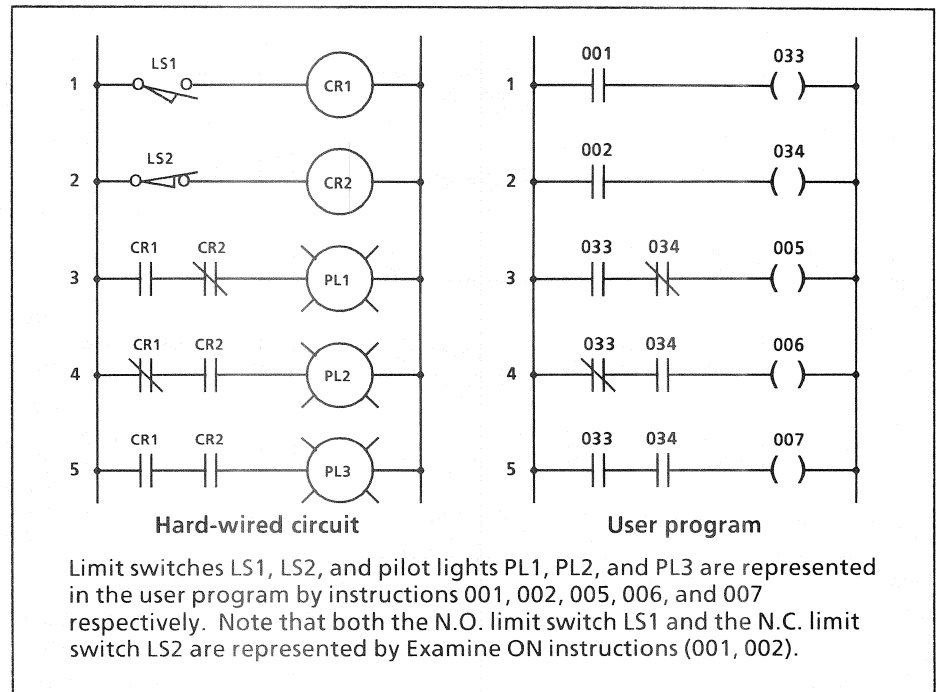 LS1 001 033
1 CR1 1
LS2 002 034
2 CR2 2
CR1 CR2 033 034 005
3 PL1 3
CR1 CR2 033 034 006
4 PL2 4
CR1 CR2 033 034 007
5 PL3 5
Hard-wired circuit User program
Limit switches LS1, LS2, and pilot lights PL1, PL2, and PL3 are represented
in the user program by instructions 001, 002, 005, 006, and 007
respectively. Note that both the N.O. limit switch LS1 and the N.C. limit
switch LS2 are represented by Examine ON instructions (001, 002).